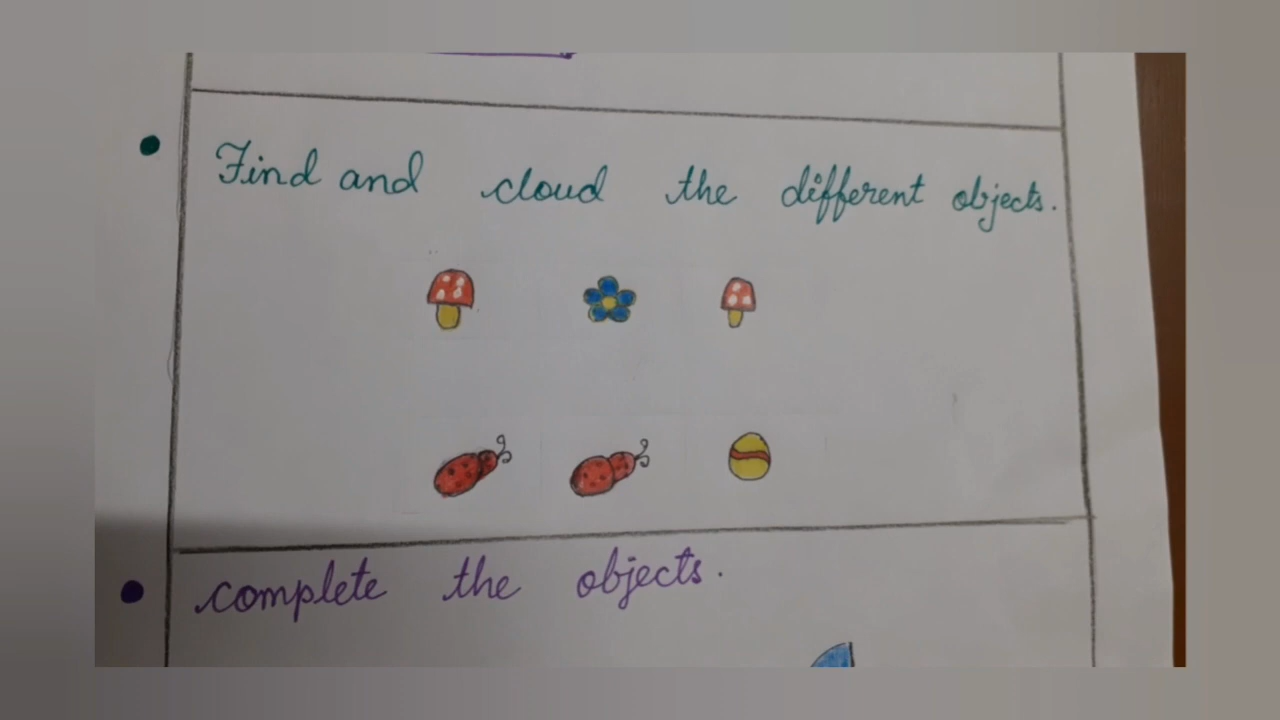 Find and cloud the different objects.
complete the objects.